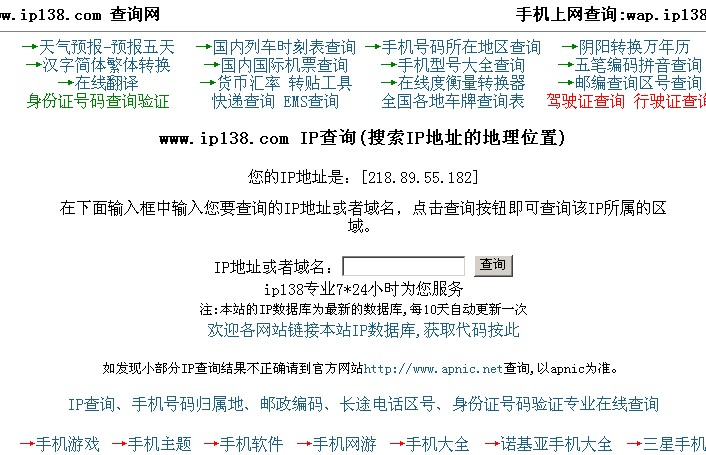 w.ip138.com 查询网 手机上网查询:wap.ip138
→天气预报-预报五天 →国内列车时刻表查询 →手机号码所在地区查询 →阴阳转换万年历
→汉字简体繁体转换 →国内国际机票查询 →手机型号大全查询 →五笔编码拼音查询
→在线翻译 →货币汇率 转贴工具 →在线度衡量转换器 →邮编查询区号查询
身份证号码查询验证 快递查询 EMS查询 全国各地车牌查询表 驾驶证查询 行驶证查询
www.ip138.com IP查询(搜索IP地址的地理位置)
您的IP地址是：[218.89.55.182]
在下面输入框中输入您要查询的IP地址或者域名，点击查询按钮即可查询该IP所属的区
域。
IP地址或者域名： 查询
ip138专业7*24小时为您服务
注:本站的IP数据库为最新的数据库,每10天自动更新一次
欢迎各网站链接本站IP数据库,获取代码按此
如发现小部分IP查询结果不正确请到官方网站http://www.apnic.net查询,以apnic为准。
IP查询、手机号码归属地、邮政编码、长途电话区号、身份证号码验证专业在线查询
→手机游戏 →手机主题 →手机软件 →手机网游 →手机大全 →诺基亚手机大全 →三星手机